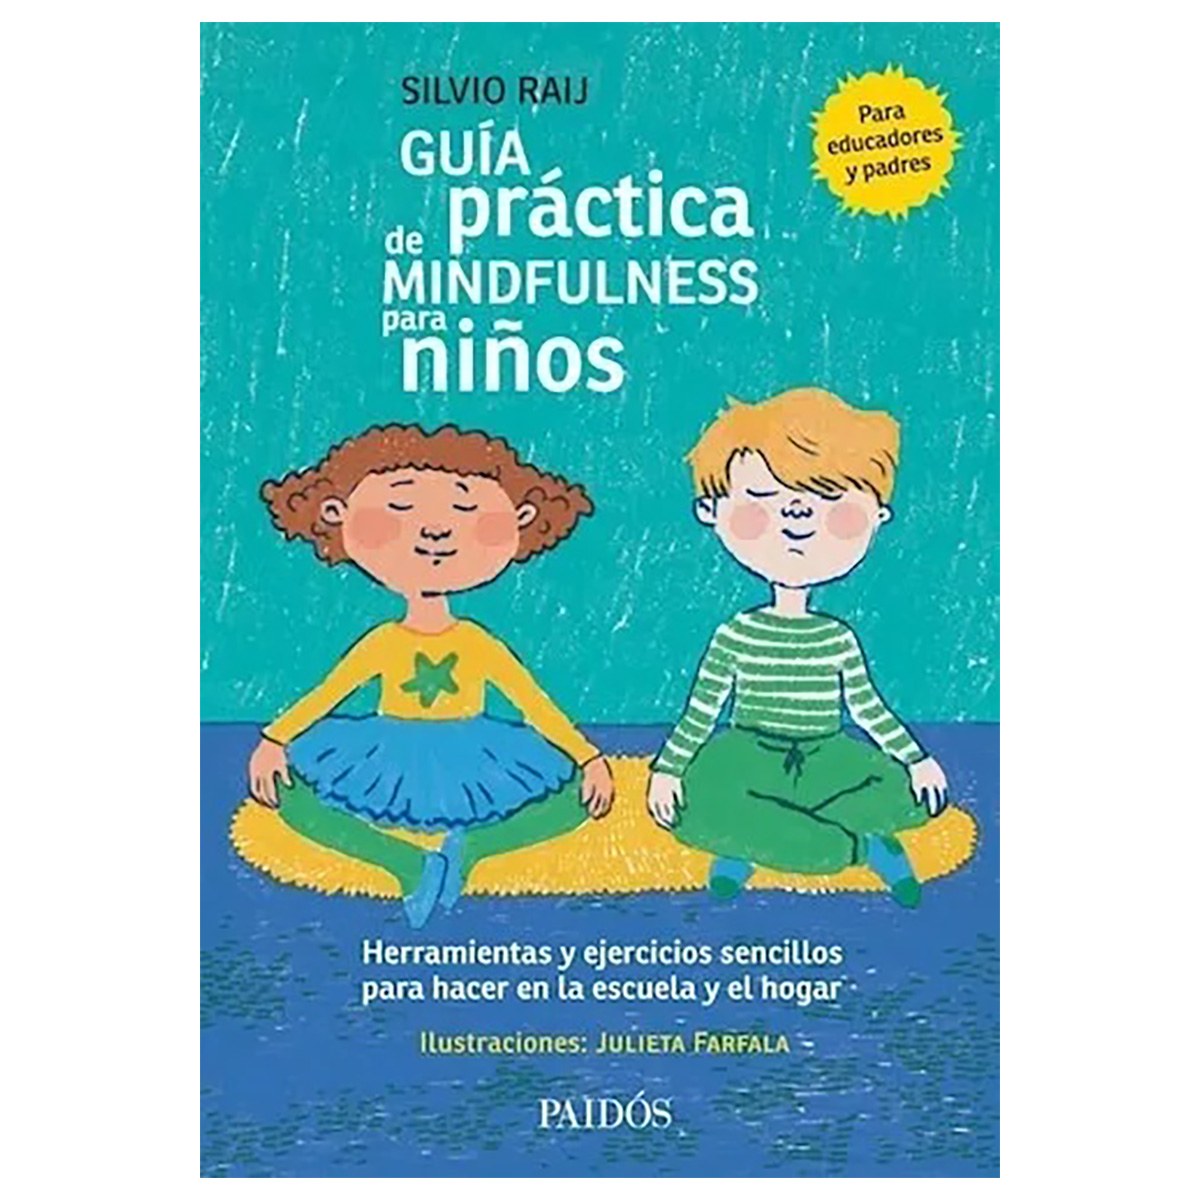 SILVIO RAIJ
GUÍA
práctica
de
MINDFULNESS
para
niños
Para
educadores
y padres
Herramientas y ejercicios sencillos
para hacer en la escuela y el hogar
Ilustraciones: JULIETA FARFALA
PAIDÓS